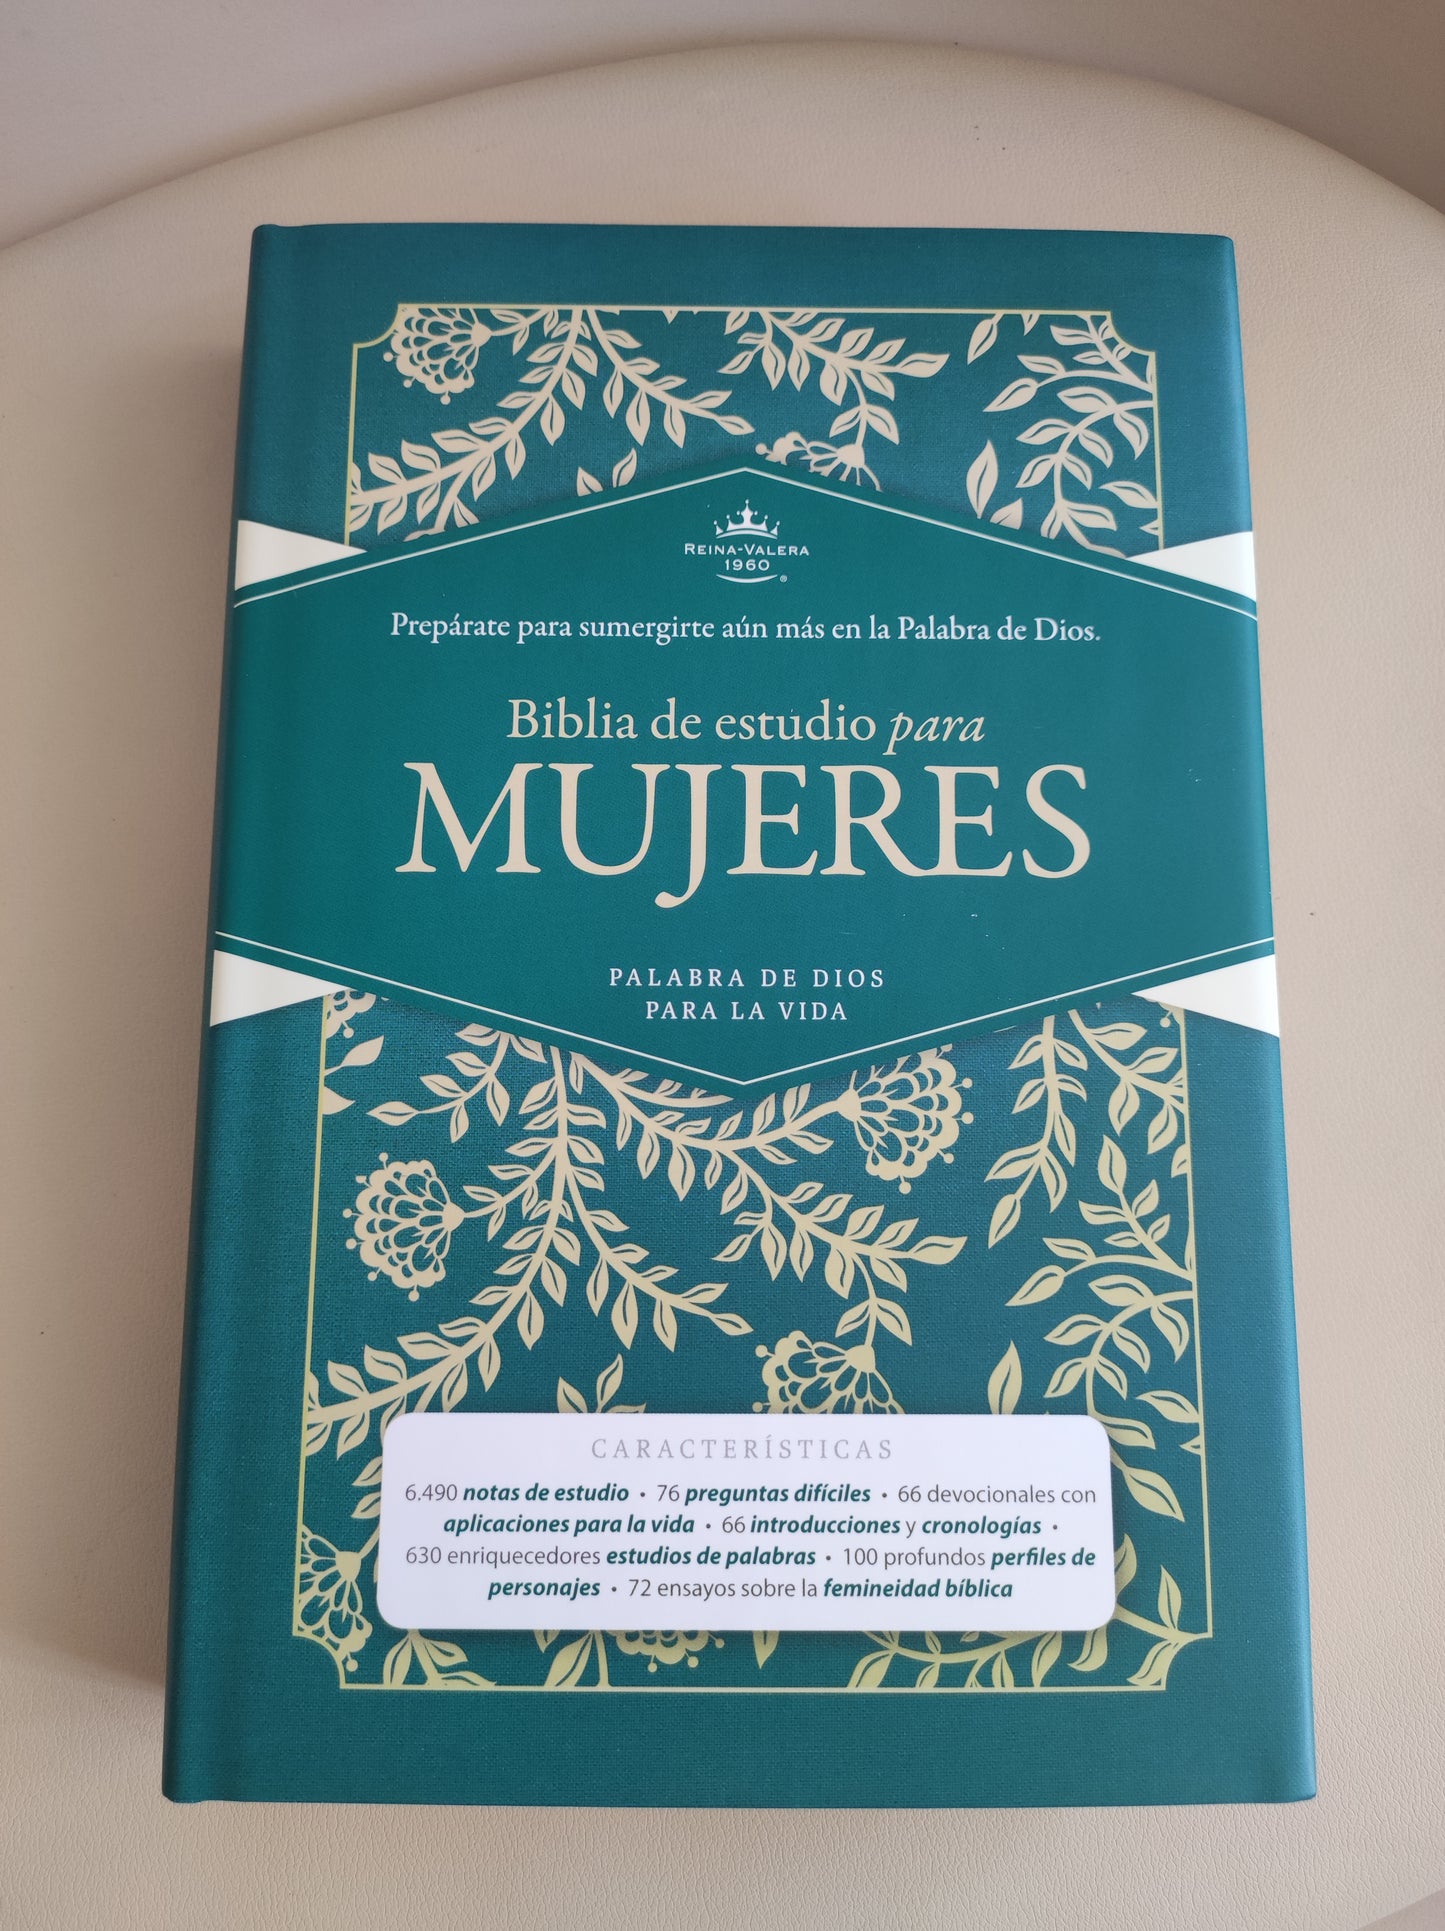 REINA-VALERA
1960
®
Prepárate para sumergirte aún más en la Palabra de Dios.
Biblia de estudio para
MUJERES
PALABRA DE DIOS
PARA LA VIDA
CARACTERÍSTICAS
6.490 notas de estudio • 76 preguntas difíciles • 66 devocionales con
aplicaciones para la vida • 66 introducciones y cronologías •
630 enriquecedores estudios de palabras • 100 profundos perfiles de
personajes • 72 ensayos sobre la femineidad bíblica